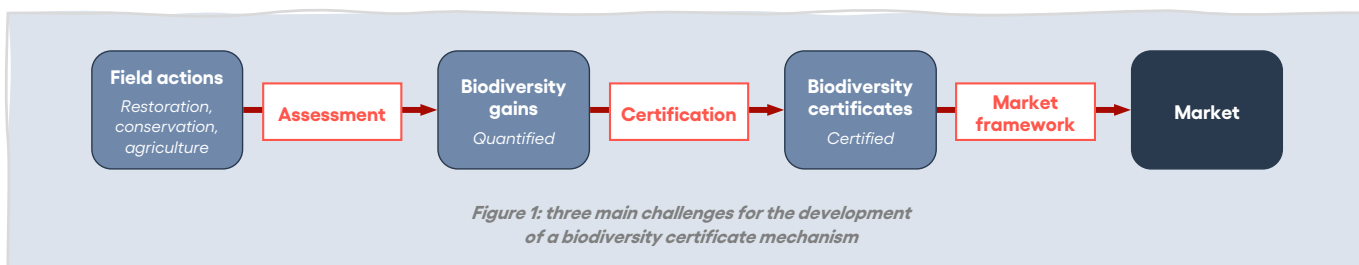 Field actions
Restoration,
conservation,
agriculture
Assessment
Biodiversity
gains
Quantified
Certification
Biodiversity
certificates
Certified
Market
framework
Market
Figure 1: three main challenges for the development
of a biodiversity certificate mechanism